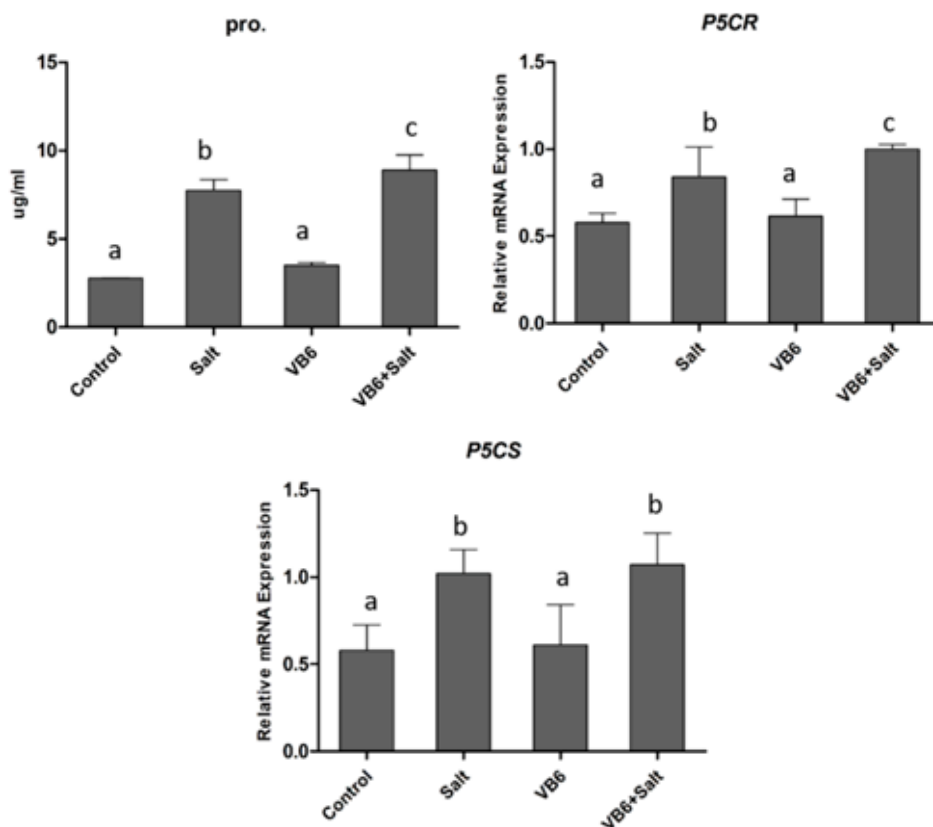 pro.
ug/ml
15
10
5
0
a
b
a
c
Control
Salt
VB6
VB6+Salt
P5CR
Relative mRNA Expression
1.5
1.0
0.5
0.0
a
b
a
c
Control
Salt
VB6
VB6+Salt
P5CS
Relative mRNA Expression
1.5
1.0
0.5
0.0
a
b
a
b
Control
Salt
VB6
VB6+Salt